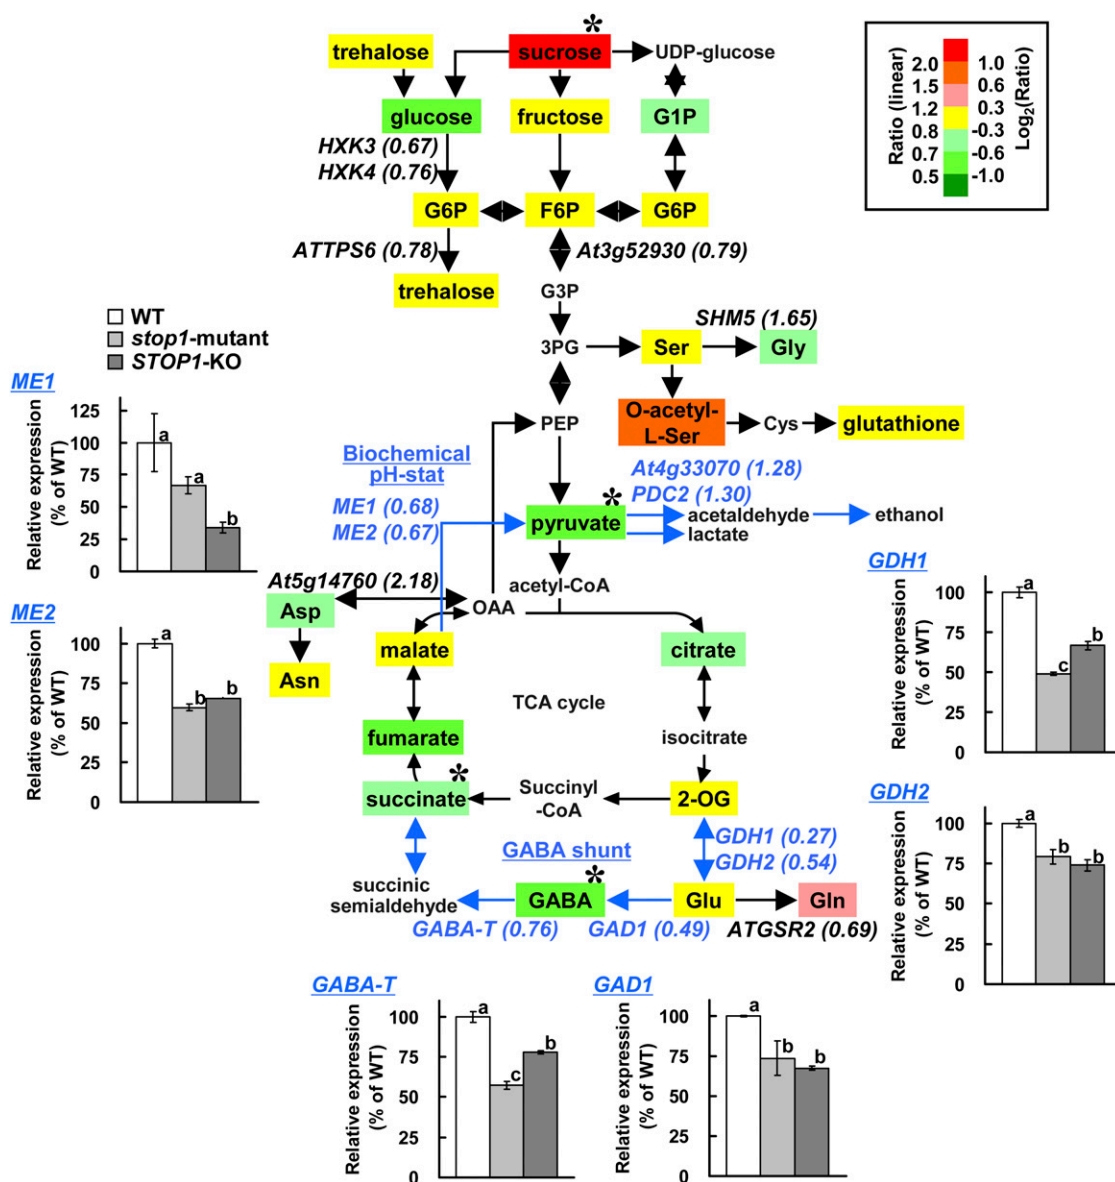 trehalose
sucrose
*
UDP-glucose
glucose
fructose
G1P
HXK3 (0.67)
HXK4 (0.76)
G6P
F6P
G6P
ATTPS6 (0.78)
At3g52930 (0.79)
trehalose
G3P
Ratio (linear)
2.0
1.5
1.2
0.8
0.7
0.5
1.0
0.6
0.3
-0.3
-0.6
-1.0
Log2(Ratio)
WT
stop1-mutant
STOP1-KO
3PG
Ser
SHM5 (1.65)
Gly
O-acetyl-
L-Ser
Cys
glutathione
PEP
Biochemical
pH-stat
ME1 (0.68)
ME2 (0.67)
At4g33070 (1.28)
PDC2 (1.30)
pyruvate
*
acetaldehyde
ethanol
lactate
acetyl-CoA
At5g14760 (2.18)
Asp
OAA
Asn
malate
citrate
TCA cycle
fumarate
isocitrate
succinate
*
Succinyl
-CoA
2-OG
GDH1 (0.27)
GDH2 (0.54)
GABA shunt
succinic
semialdehyde
GABA
*
Glu
Gln
GABA-T (0.76)
GAD1 (0.49)
ATGSR2 (0.69)
ME1
Relative expression
(% of WT)
125
100
75
50
25
0
a
a
b
ME2
Relative expression
(% of WT)
100
75
50
25
0
a
b
b
GDH1
Relative expression
(% of WT)
100
50
0
a
c
b
GDH2
Relative expression
(% of WT)
100
75
50
25
0
a
b
b
GABA-T
Relative expression
(% of WT)
100
75
50
25
0
a
c
b
GAD1
Relative expression
(% of WT)
100
75
50
25
0
a
b
b